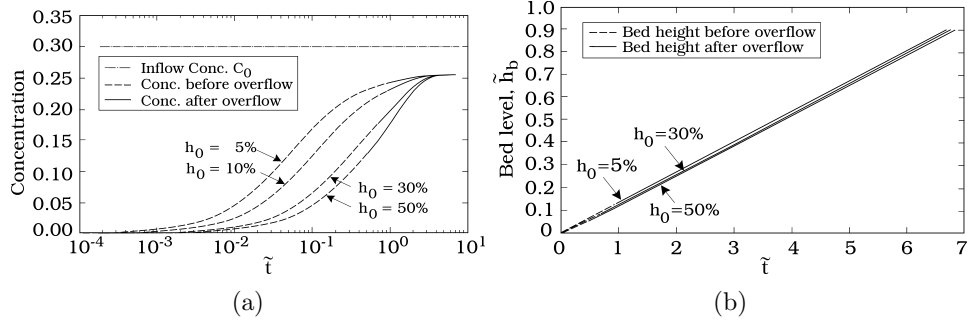 0.35
0.30
0.25
0.20
0.15
0.10
0.05
0.00
Concentration
Inflow Conc. C₀
Conc. before overflow
Conc. after overflow
h₀ = 5%
h₀ = 10%
h₀ = 30%
h₀ = 50%
10⁻⁴ 10⁻³ 10⁻² 10⁻¹ 10⁰ 10¹
t̃
(a)
1.0
0.9
0.8
0.7
0.6
0.5
0.4
0.3
0.2
0.1
0
Bed level, h̃_b
Bed height before overflow
Bed height after overflow
h₀=30%
h₀=5%
h₀=50%
0 1 2 3 4 5 6 7
t̃
(b)